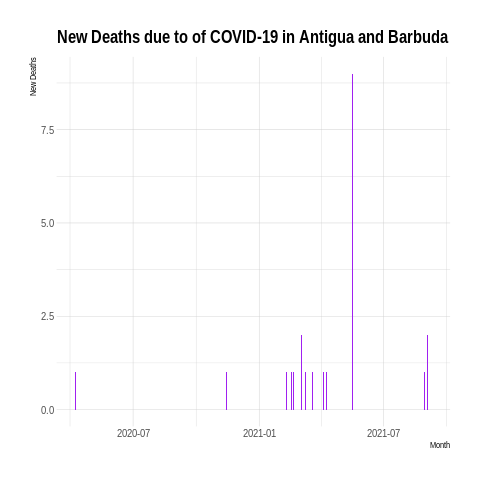 New Deaths due to of COVID-19 in Antigua and Barbuda
New Deaths
7.5
5.0
2.5
0.0
2020-07 2021-01 2021-07
Month